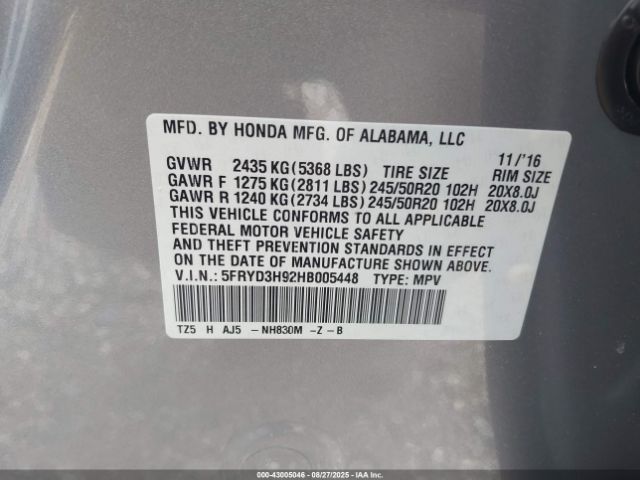 MFD. BY HONDA MFG. OF ALABAMA, LLC
11/'16
GVWR 2435 KG (5368 LBS) TIRE SIZE RIM SIZE
GAWR F 1275 KG (2811 LBS) 245/50R20 102H 20X8.0J
GAWR R 1240 KG (2734 LBS) 245/50R20 102H 20X8.0J
THIS VEHICLE CONFORMS TO ALL APPLICABLE
FEDERAL MOTOR VEHICLE SAFETY
AND THEFT PREVENTION STANDARDS IN EFFECT
ON THE DATE OF MANUFACTURE SHOWN ABOVE.
V.I.N.: 5FRYD3H92HB005448 TYPE: MPV
TZ5 H AJ5 -NH830M -Z -B
000-43005046 - 08/27/2025 - IAA Inc.